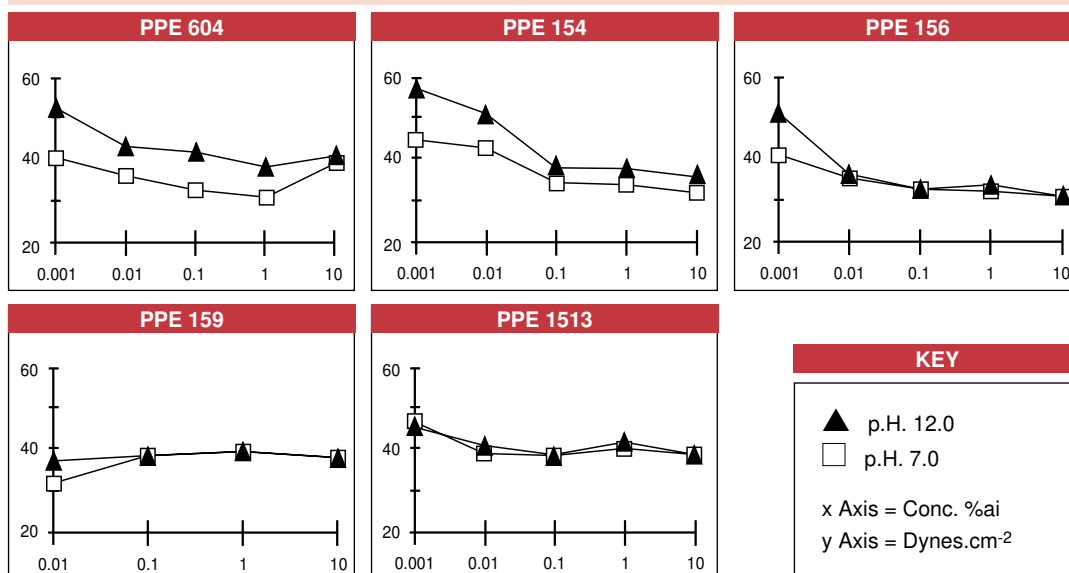 PPE 604
60
40
20
0.001 0.01 0.1 1 10
PPE 154
60
40
20
0.001 0.01 0.1 1 10
PPE 156
60
40
20
0.001 0.01 0.1 1 10
PPE 159
60
40
20
0.01 0.1 1 10
PPE 1513
60
40
20
0.001 0.01 0.1 1 10
KEY
p.H. 12.0
p.H. 7.0
x Axis = Conc. %ai
y Axis = Dynes.cm-2